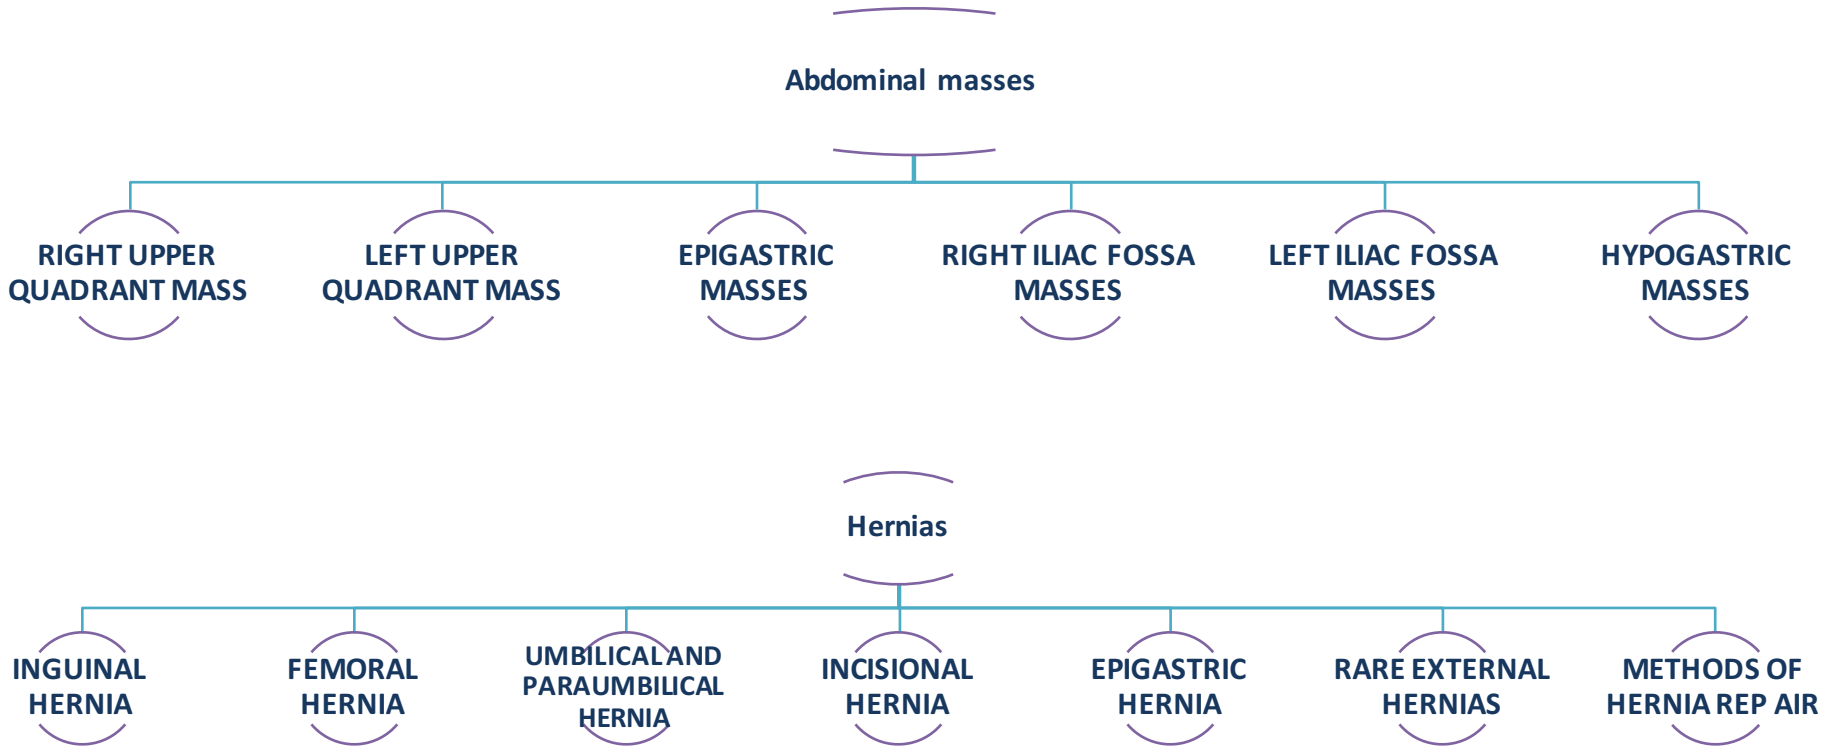 Abdominal masses
RIGHT UPPER
QUADRANT MASS
LEFT UPPER
QUADRANT MASS
EPIGASTRIC
MASSES
RIGHT ILIAC FOSSA
MASSES
LEFT ILIAC FOSSA
MASSES
HYPOGASTRIC
MASSES
Hernias
INGUINAL
HERNIA
FEMORAL
HERNIA
UMBILICAL AND
PARAUMBILICAL
HERNIA
INCISIONAL
HERNIA
EPIGASTRIC
HERNIA
RARE EXTERNAL
HERNIAS
METHODS OF
HERNIA REP AIR